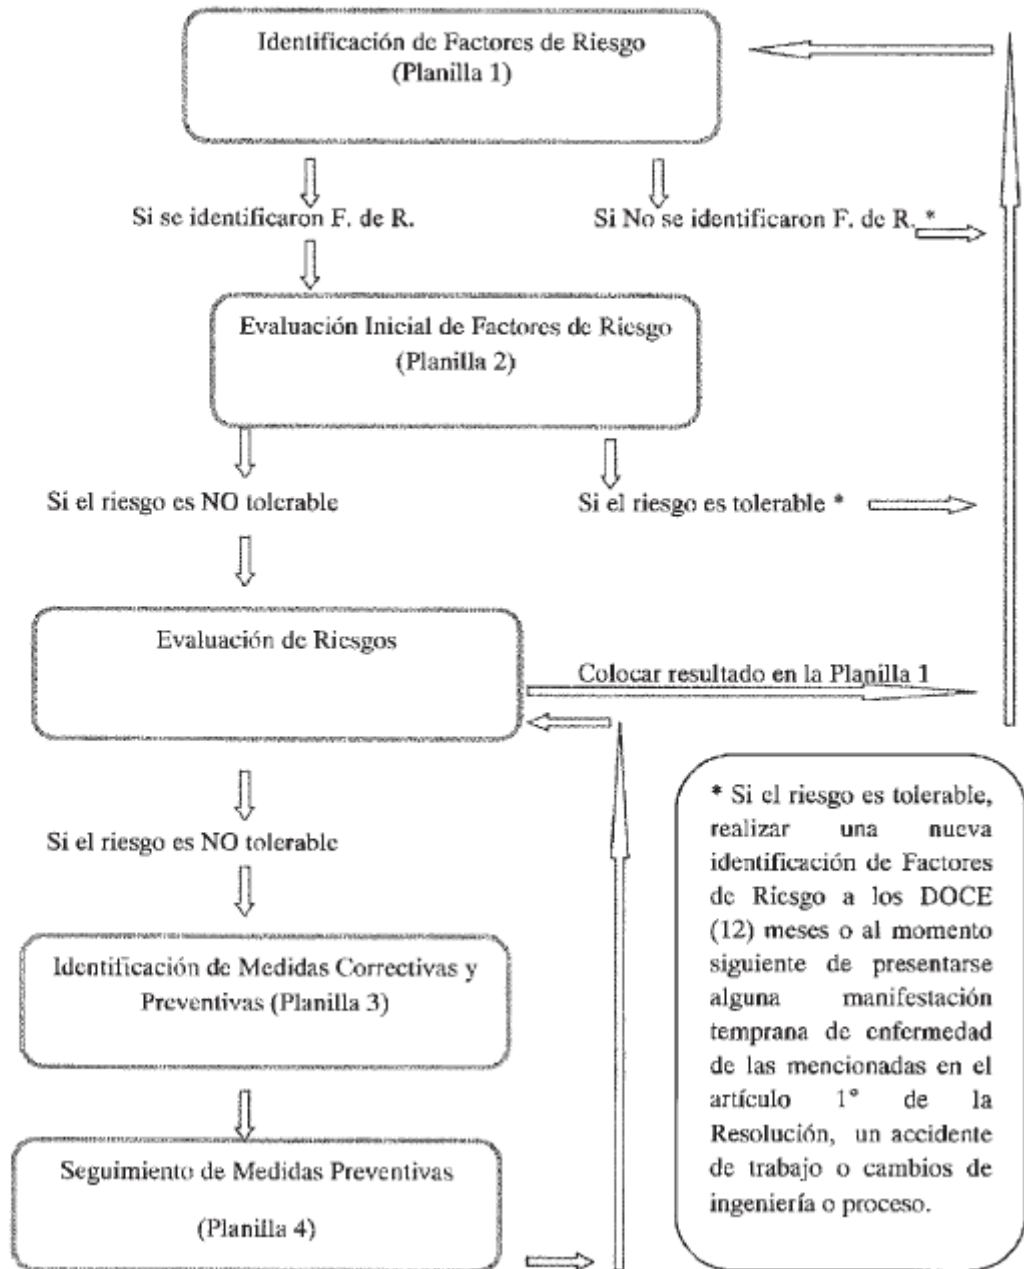 Identificación de Factores de Riesgo
(Planilla 1)
Si se identificaron F. de R.
Si No se identificaron F. de R. *
Evaluación Inicial de Factores de Riesgo
(Planilla 2)
Si el riesgo es NO tolerable
Si el riesgo es tolerable *
Evaluación de Riesgos
Colocar resultado en la Planilla 1
Si el riesgo es NO tolerable
Identificación de Medidas Correctivas y
Preventivas (Planilla 3)
Seguimiento de Medidas Preventivas
(Planilla 4)
* Si el riesgo es tolerable,
realizar una nueva
identificación de Factores
de Riesgo a los DOCE
(12) meses o al momento
siguiente de presentarse
alguna manifestación
temprana de enfermedad
de las mencionadas en el
artículo 1° de la
Resolución, un accidente
de trabajo o cambios de
ingeniería o proceso.